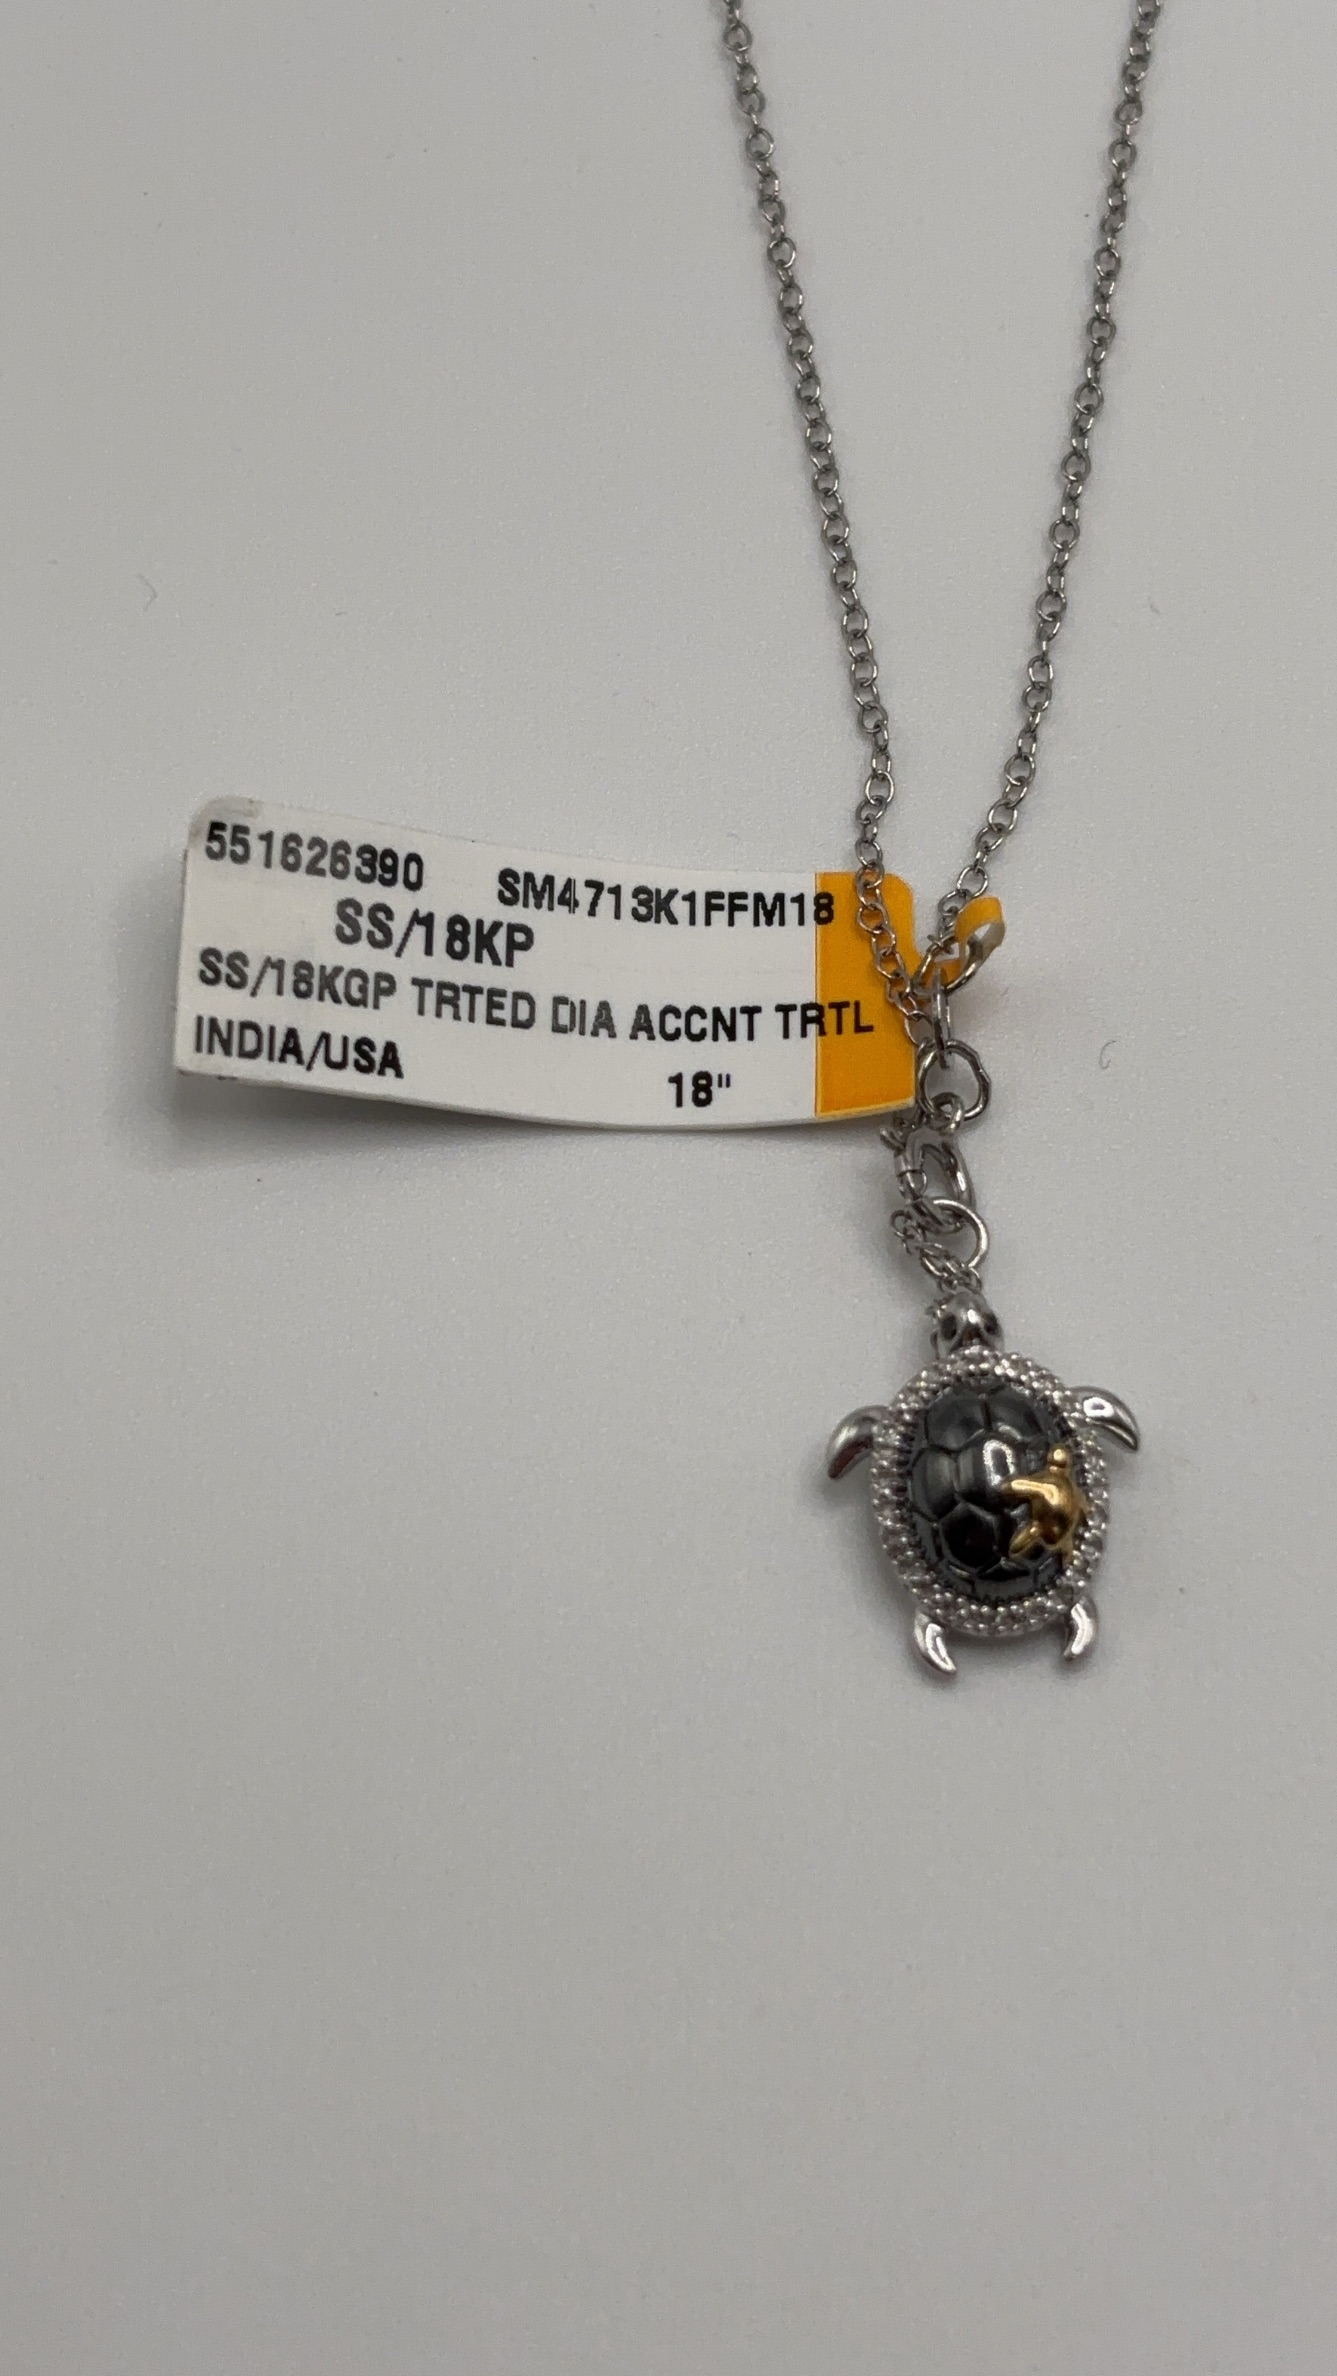 551626390 SM4713K1FFM18
SS/18KP
SS/18KGP TRTED DIA ACCNT TRTL
INDIA/USA 18"